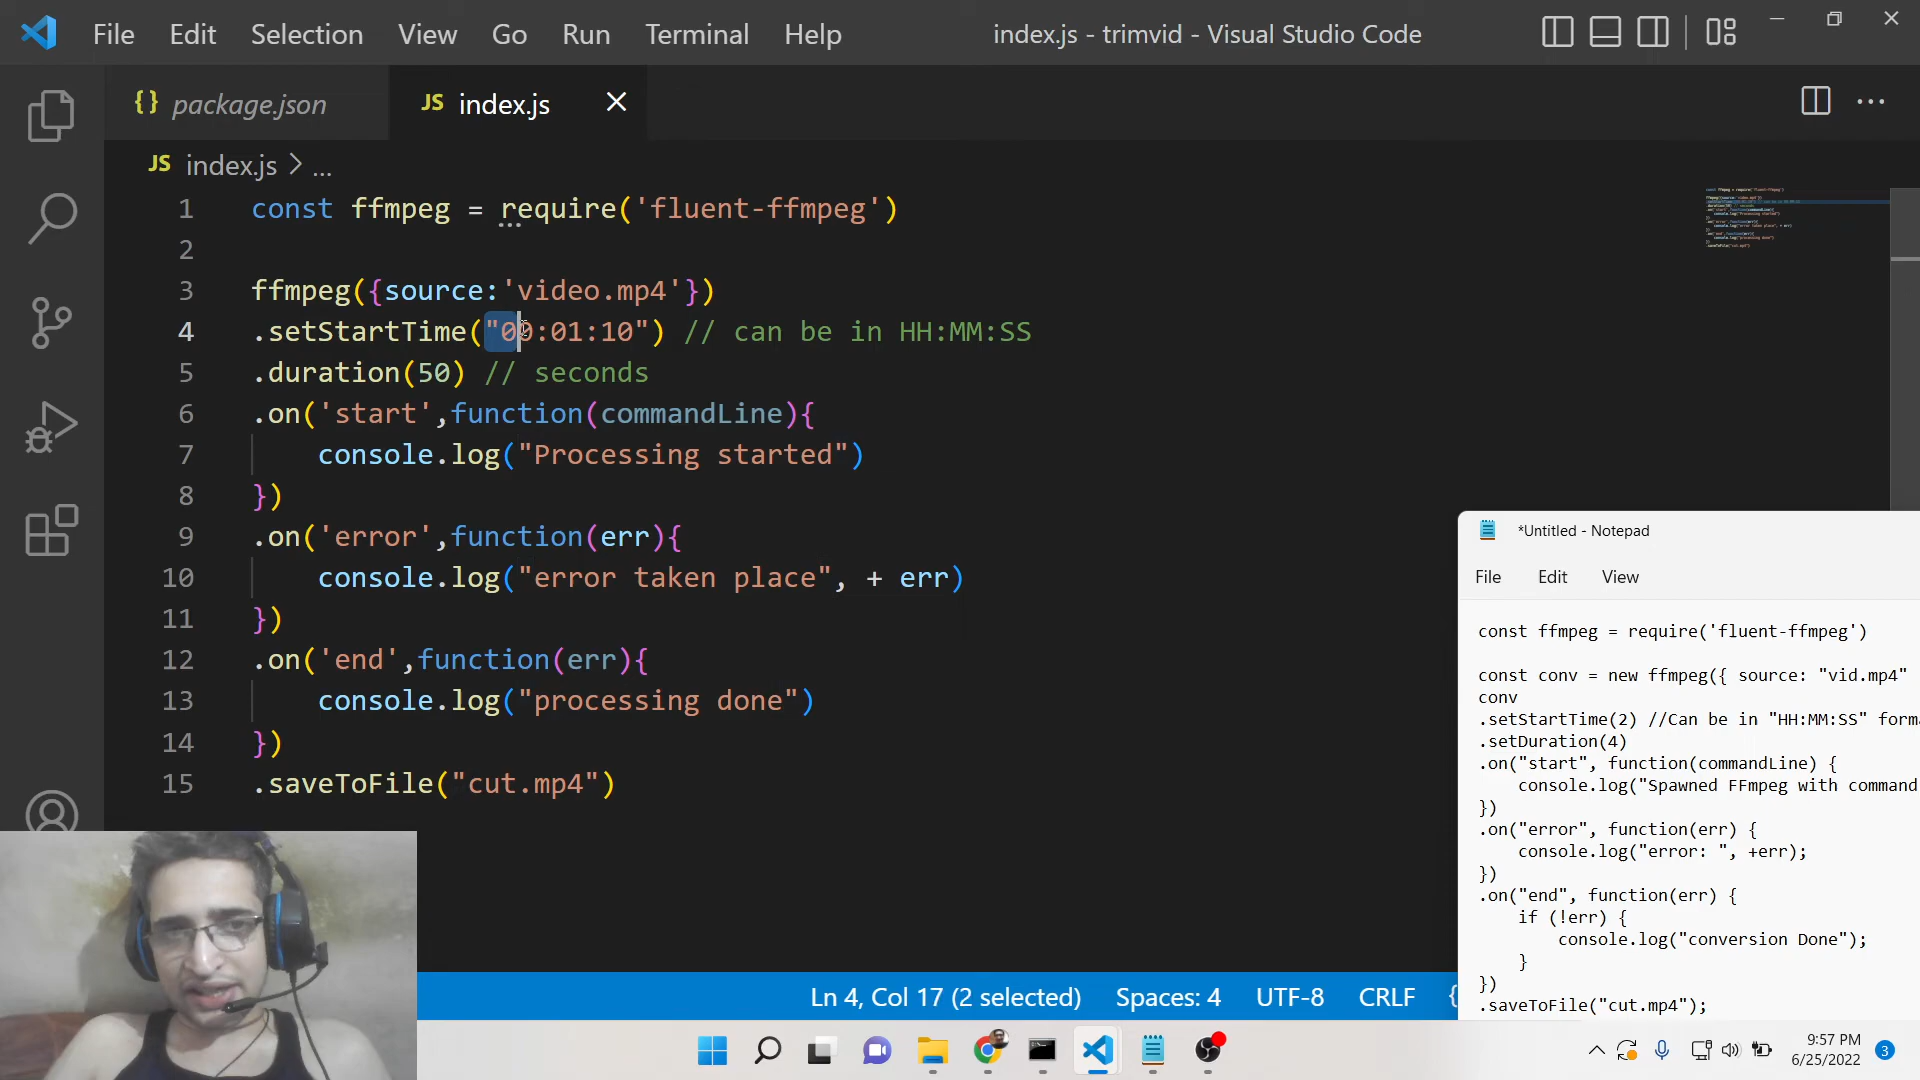 File Edit Selection View Go Run Terminal Help index.js - trimvid - Visual Studio Code
{} package.json JS index.js
JS index.js > ...
1 const ffmpeg = require('fluent-ffmpeg')
2
3 ffmpeg({source:'video.mp4'})
4 .setStartTime("00:01:10") // can be in HH:MM:SS
5 .duration(50) // seconds
6 .on('start',function(commandLine){
7 console.log("Processing started")
8 })
9 .on('error',function(err){
10 console.log("error taken place", + err)
11 })
12 .on('end',function(err){
13 console.log("processing done")
14 })
15 .saveToFile("cut.mp4")
*Untitled - Notepad
File Edit View
const ffmpeg = require('fluent-ffmpeg')
const conv = new ffmpeg({ source: "vid.mp4"
conv
.setStartTime(2) //Can be in "HH:MM:SS" forma
.setDuration(4)
.on("start", function(commandLine) {
console.log("Spawned FFmpeg with command
})
.on("error", function(err) {
console.log("error: ", +err);
})
.on("end", function(err) {
if (!err) {
console.log("conversion Done");
}
})
.saveToFile("cut.mp4");
Ln 4, Col 17 (2 selected) Spaces: 4 UTF-8 CRLF {
9:57 PM
6/25/2022
3